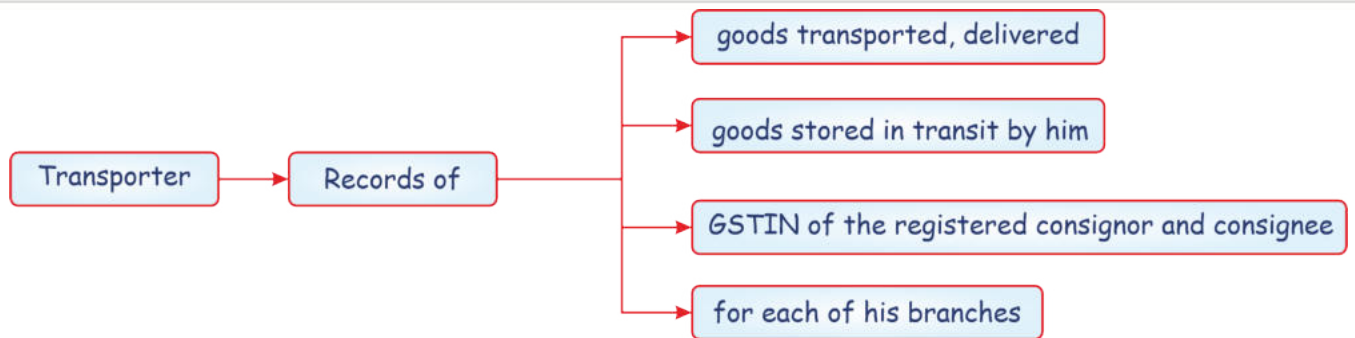 Transporter
Records of
goods transported, delivered
goods stored in transit by him
GSTIN of the registered consignor and consignee
for each of his branches